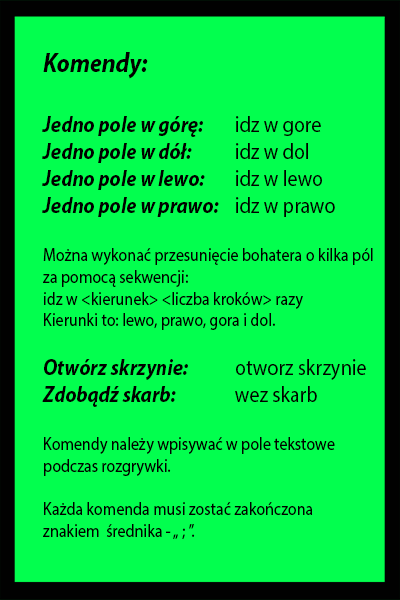 Komendy:
Jedno pole w górę: idz w gore
Jedno pole w dół: idz w dol
Jedno pole w lewo: idz w lewo
Jedno pole w prawo: idz w prawo
Można wykonać przesunięcie bohatera o kilka pól
za pomocą sekwencji:
idz w <kierunek> <liczba kroków> razy
Kierunki to: lewo, prawo, gora i dol.
Otwórz skrzynie: otworz skrzynie
Zdobądź skarb: wez skarb
Komendy należy wpisywać w pole tekstowe
podczas rozgrywki.
Każda komenda musi zostać zakończona
znakiem średnika - „ ; ”.